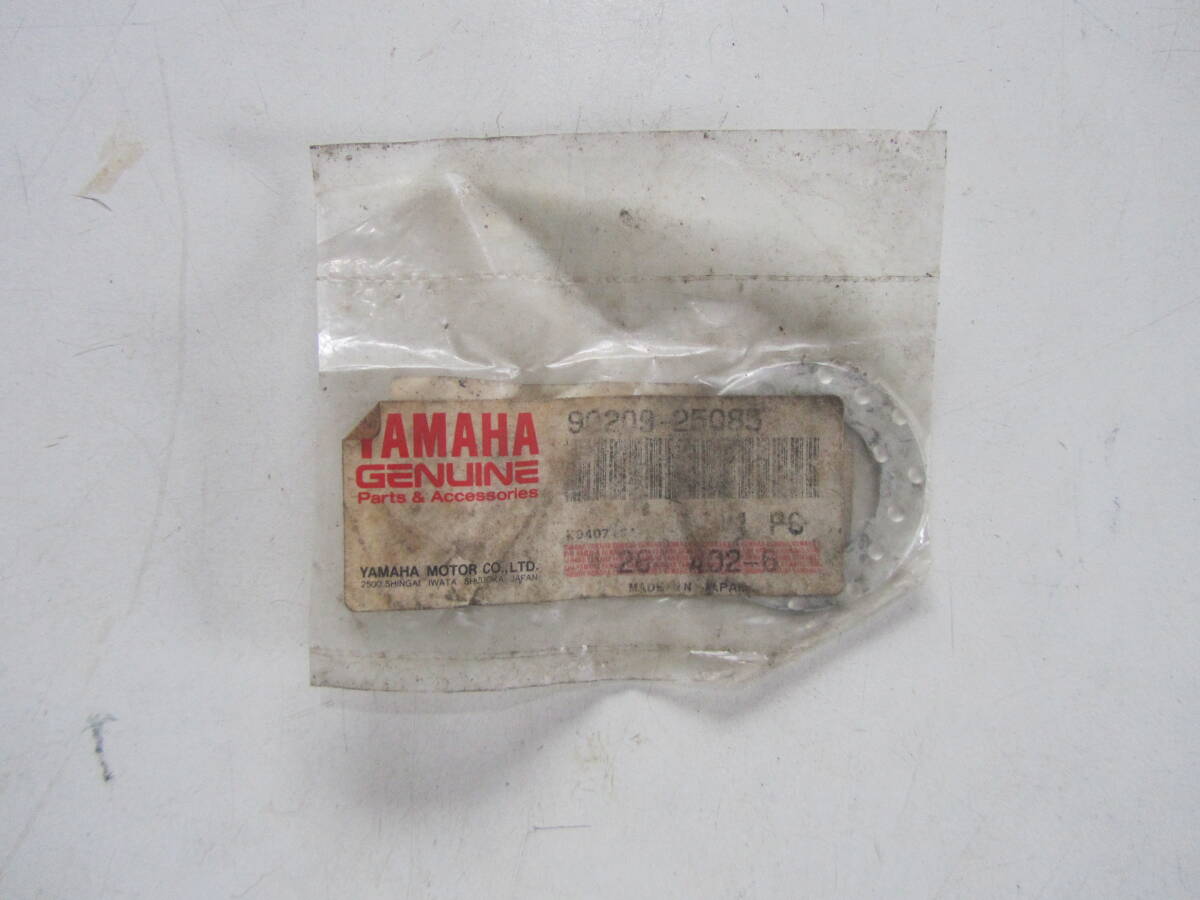 YAMAHA
GENUINE
Parts & Accessories
YAMAHA MOTOR CO., LTD.
2500 SHINGAI IWATA SHIZUOKA JAPAN
90209-25085
1 PC
402-6
MADE IN JAPAN